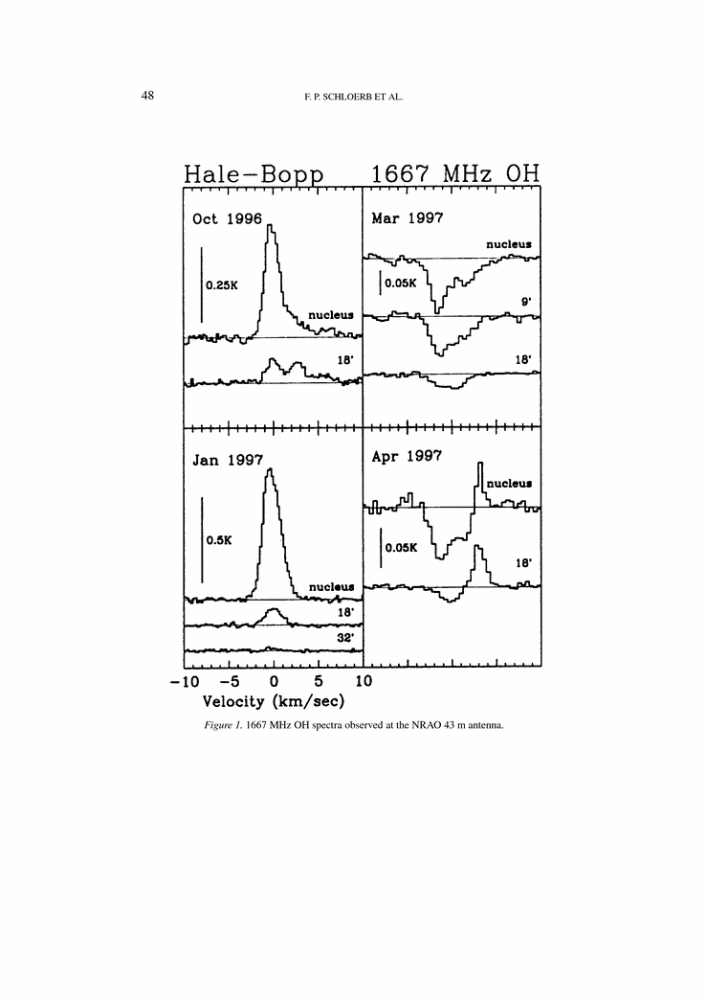 48
F. P. SCHLOERB ET AL.
Hale-Bopp 1667 MHz OH
Oct 1996
0.25K
nucleus
18'
Mar 1997
nucleus
0.05K
9'
18'
Jan 1997
0.5K
nucleus
18'
32'
Apr 1997
nucleus
0.05K
18'
-10 -5 0 5 10
Velocity (km/sec)
Figure 1. 1667 MHz OH spectra observed at the NRAO 43 m antenna.